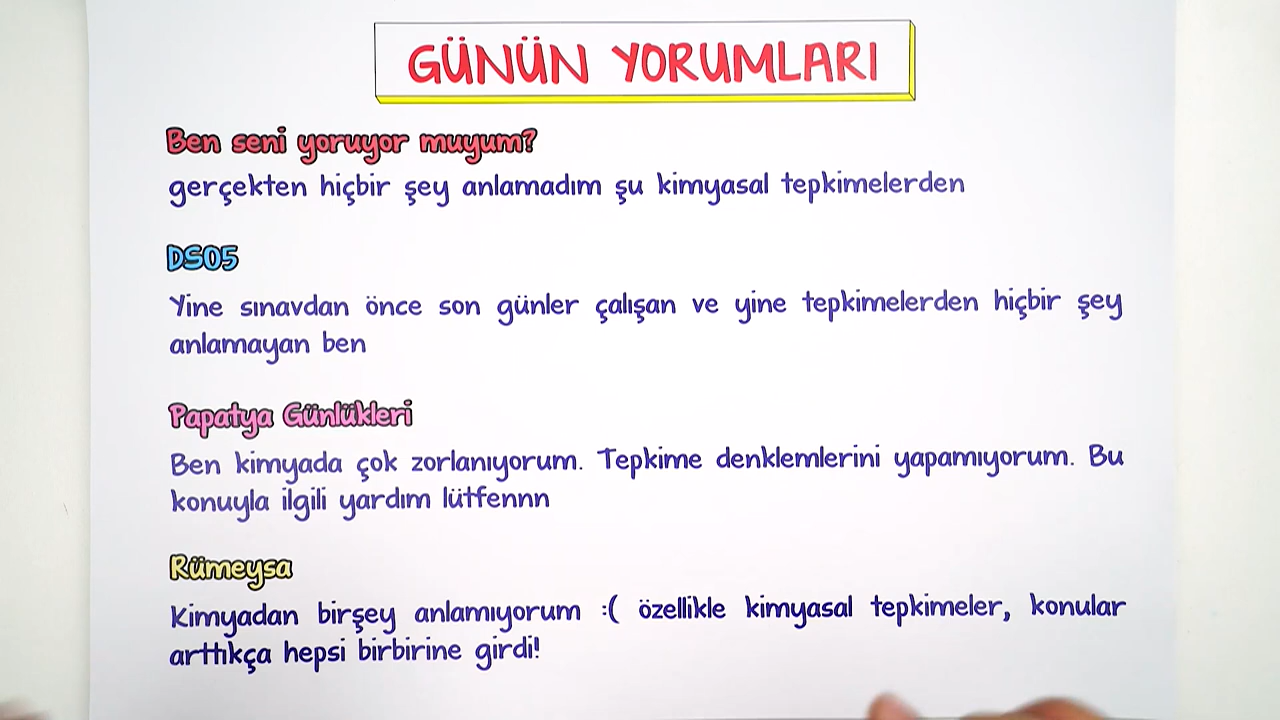 GÜNÜN YORUMLARI
Ben seni yoruyor muyum?
gerçekten hiçbir şey anlamadım şu kimyasal tepkimelerden
DS05
Yine sınavdan önce son günler çalışan ve yine tepkimelerden hiçbir şey
anlamayan ben
Papatya Günlükleri
Ben kimyada çok zorlanıyorum. Tepkime denklemlerini yapamıyorum. Bu
konuyla ilgili yardım lütfennn
Rümeysa
Kimyadan birşey anlamıyorum :( özellikle kimyasal tepkimeler, konular
arttıkça hepsi birbirine girdi!